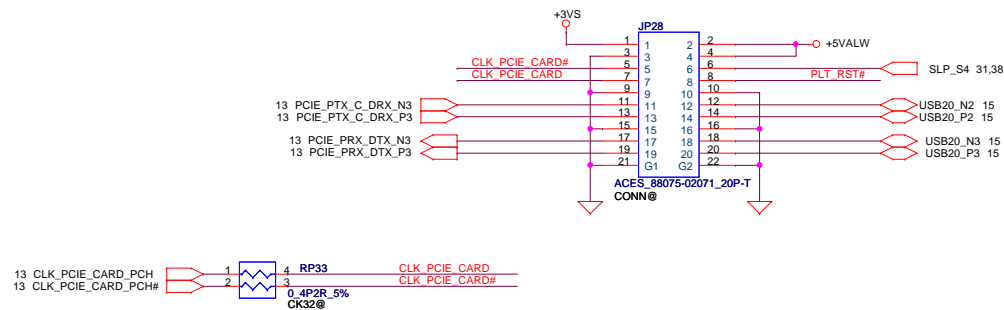 +3VS
JP28
1 1 2 2 +5VALW
3 3 4 4
CLK_PCIE_CARD# 5 5 6 6 SLP_S4 31,38
CLK_PCIE_CARD 7 7 8 8 PLT_RST#
9 9 10 10
13 PCIE_PTX_C_DRX_N3 11 11 12 12 USB20_N2 15
13 PCIE_PTX_C_DRX_P3 13 13 14 14 USB20_P2 15
15 15 16 16
13 PCIE_PRX_DTX_N3 17 17 18 18 USB20_N3 15
13 PCIE_PRX_DTX_P3 19 19 20 20 USB20_P3 15
21 G1 G2 22
ACES_88075-02071_20P-T
CONN@
13 CLK_PCIE_CARD_PCH 1 4 RP33 CLK_PCIE_CARD
13 CLK_PCIE_CARD_PCH# 2 3 CLK_PCIE_CARD#
0_4P2R_5%
CK32@